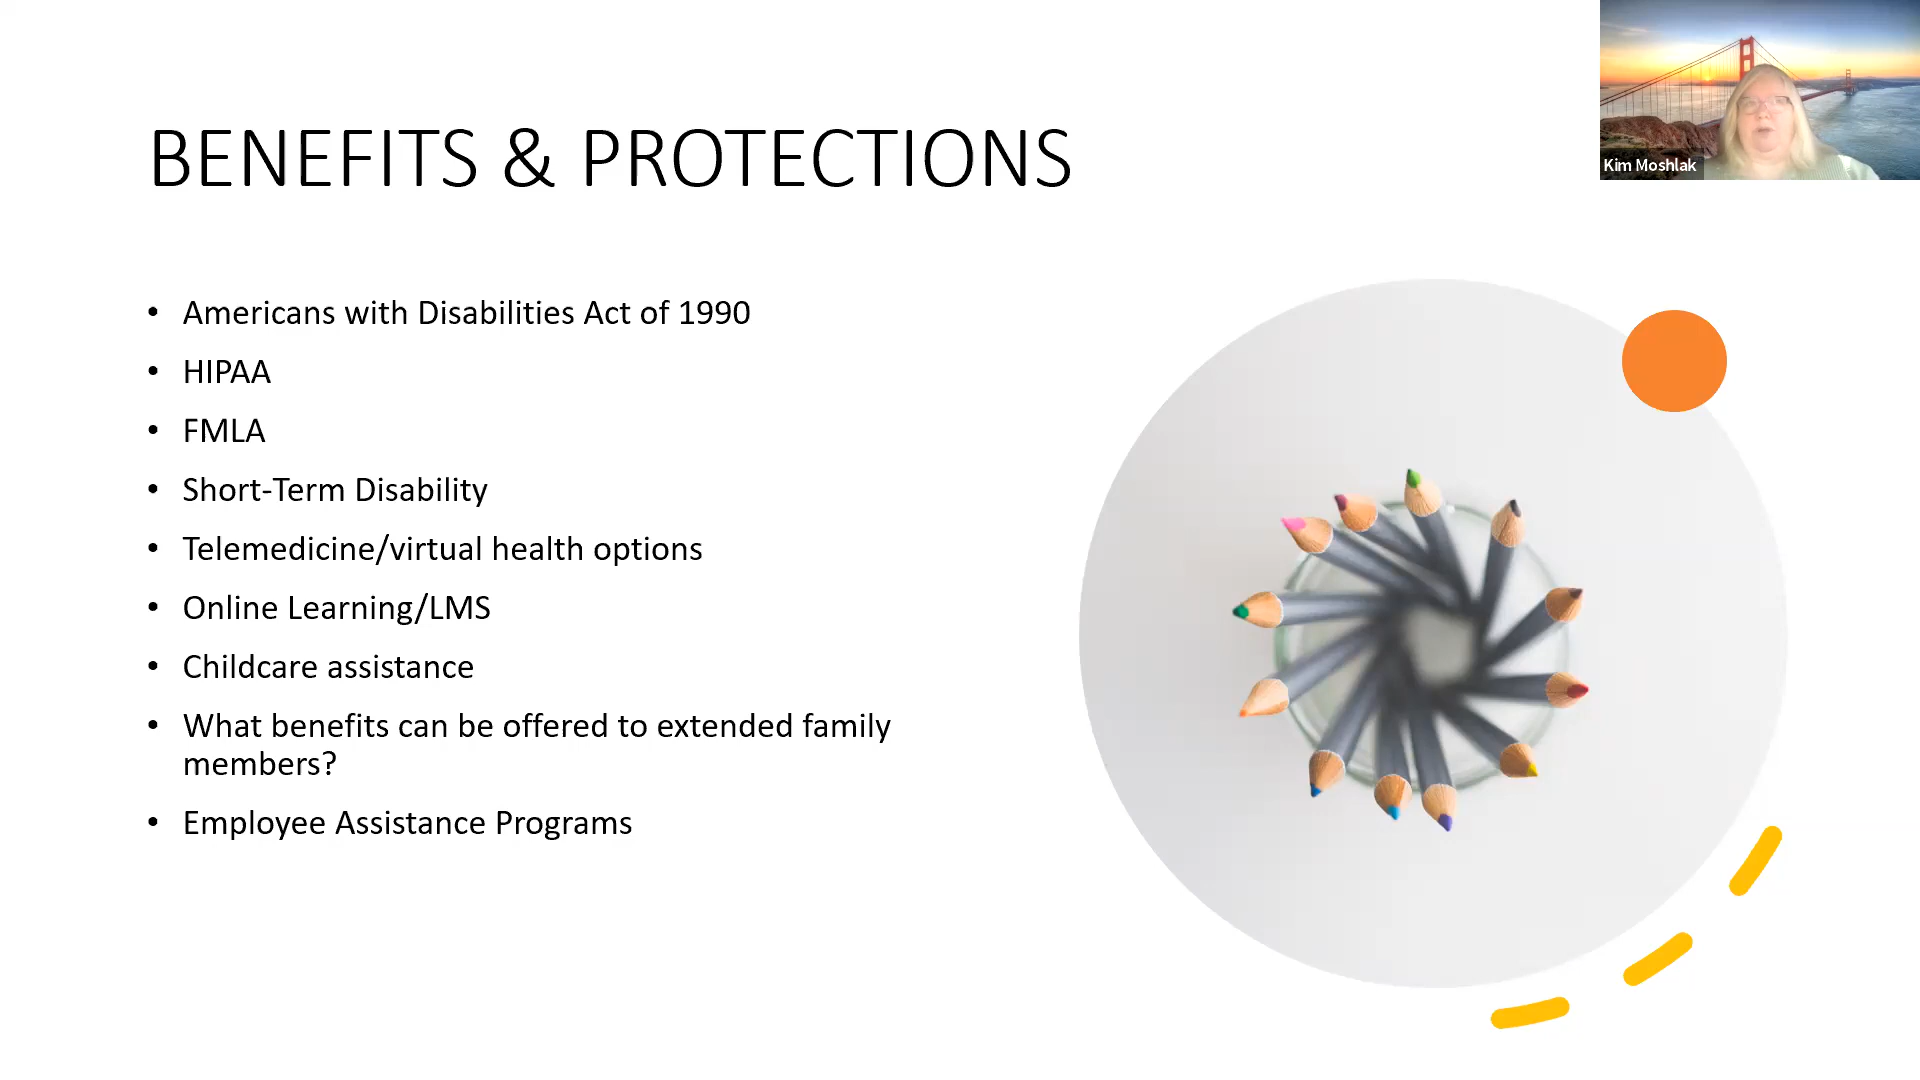 Kim Moshlak
BENEFITS & PROTECTIONS
• Americans with Disabilities Act of 1990
• HIPAA
• FMLA
• Short-Term Disability
• Telemedicine/virtual health options
• Online Learning/LMS
• Childcare assistance
• What benefits can be offered to extended family
members?
• Employee Assistance Programs